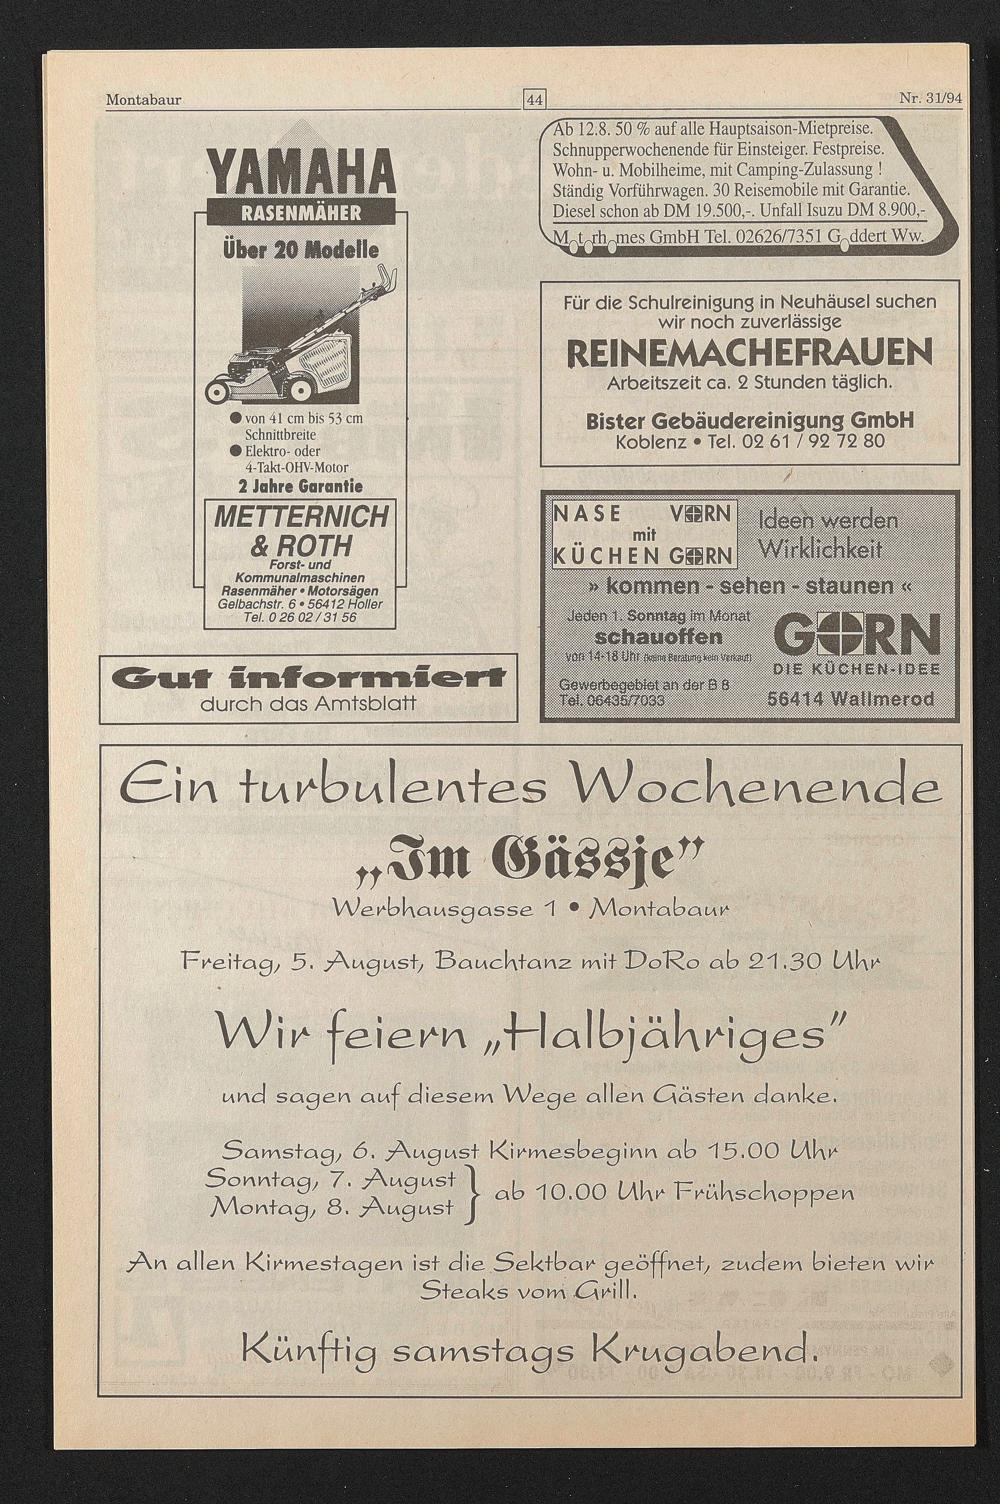 Montabaur
44
Nr. 31/94
YAMAHA
RASENMÄHER
Über 20 Modelle
● von 41 cm bis 53 cm
Schnittbreite
● Elektro- oder
4-Takt-OHV-Motor
2 Jahre Garantie
METTERNICH
& ROTH
Forst- und
Kommunalmaschinen
Rasenmäher • Motorsägen
Gelbachstr. 6 • 56412 Holler
Tel. 0 26 02 / 31 56
Gut informiert
durch das Amtsblatt
Ab 12.8. 50 % auf alle Hauptsaison-Mietpreise.
Schnupperwochenende für Einsteiger. Festpreise.
Wohn- u. Mobilheime, mit Camping-Zulassung !
Ständig Vorführwagen. 30 Reisemobile mit Garantie.
Diesel schon ab DM 19.500,-. Unfall Isuzu DM 8.900,-
Motorhomes GmbH Tel. 02626/7351 Goddert Ww.
Für die Schulreinigung in Neuhäusel suchen
wir noch zuverlässige
REINEMACHEFRAUEN
Arbeitszeit ca. 2 Stunden täglich.
Bister Gebäudereinigung GmbH
Koblenz • Tel. 02 61 / 92 72 80
NASE VORN
mit
KÜCHEN GORN
Ideen werden
Wirklichkeit
» kommen - sehen - staunen «
Jeden 1. Sonntag im Monat
schauoffen
von 14-18 Uhr (keine Beratung kein Verkauf)
Gewerbegebiet an der B 8
Tel. 06435/7033
GORN
DIE KÜCHEN-IDEE
56414 Wallmerod
Ein turbulentes Wochenende
„Im Gässje”
Werbhausgasse 1 • Montabaur
Freitag, 5. August, Bauchtanz mit DoRo ab 21.30 Uhr
Wir feiern „Halbjähriges”
und sagen auf diesem Wege allen Gästen danke.
Samstag, 6. August Kirmesbeginn ab 15.00 Uhr
Sonntag, 7. August
Montag, 8. August } ab 10.00 Uhr Frühschoppen
An allen Kirmestagen ist die Sektbar geöffnet, zudem bieten wir
Steaks vom Grill.
Künftig samstags Krugabend.